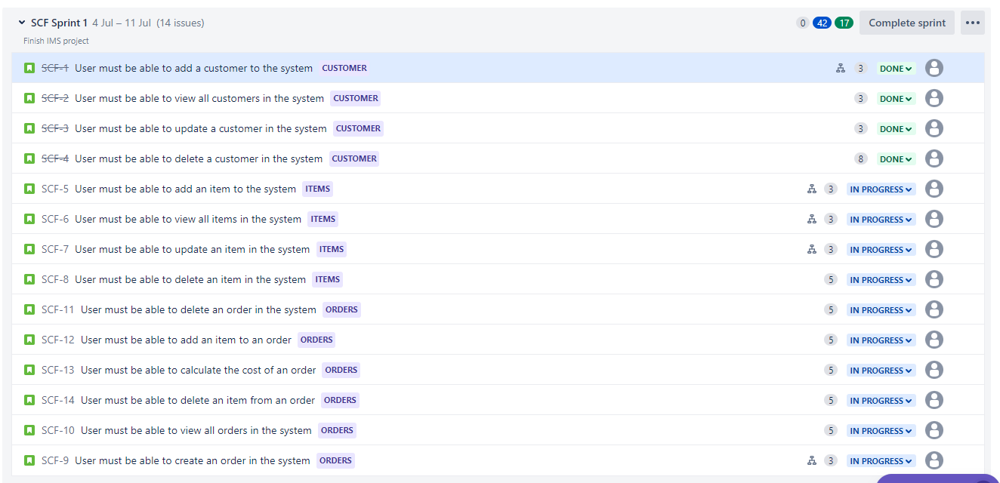 SCF Sprint 1 4 Jul – 11 Jul (14 issues) 0 42 17 Complete sprint
Finish IMS project
SCF-1 User must be able to add a customer to the system CUSTOMER 3 DONE
SCF-2 User must be able to view all customers in the system CUSTOMER 3 DONE
SCF-3 User must be able to update a customer in the system CUSTOMER 3 DONE
SCF-4 User must be able to delete a customer in the system CUSTOMER 8 DONE
SCF-5 User must be able to add an item to the system ITEMS 3 IN PROGRESS
SCF-6 User must be able to view all items in the system ITEMS 3 IN PROGRESS
SCF-7 User must be able to update an item in the system ITEMS 3 IN PROGRESS
SCF-8 User must be able to delete an item in the system ITEMS 5 IN PROGRESS
SCF-11 User must be able to delete an order in the system ORDERS 5 IN PROGRESS
SCF-12 User must be able to add an item to an order ORDERS 5 IN PROGRESS
SCF-13 User must be able to calculate the cost of an order ORDERS 5 IN PROGRESS
SCF-14 User must be able to delete an item from an order ORDERS 5 IN PROGRESS
SCF-10 User must be able to view all orders in the system ORDERS 5 IN PROGRESS
SCF-9 User must be able to create an order in the system ORDERS 3 IN PROGRESS